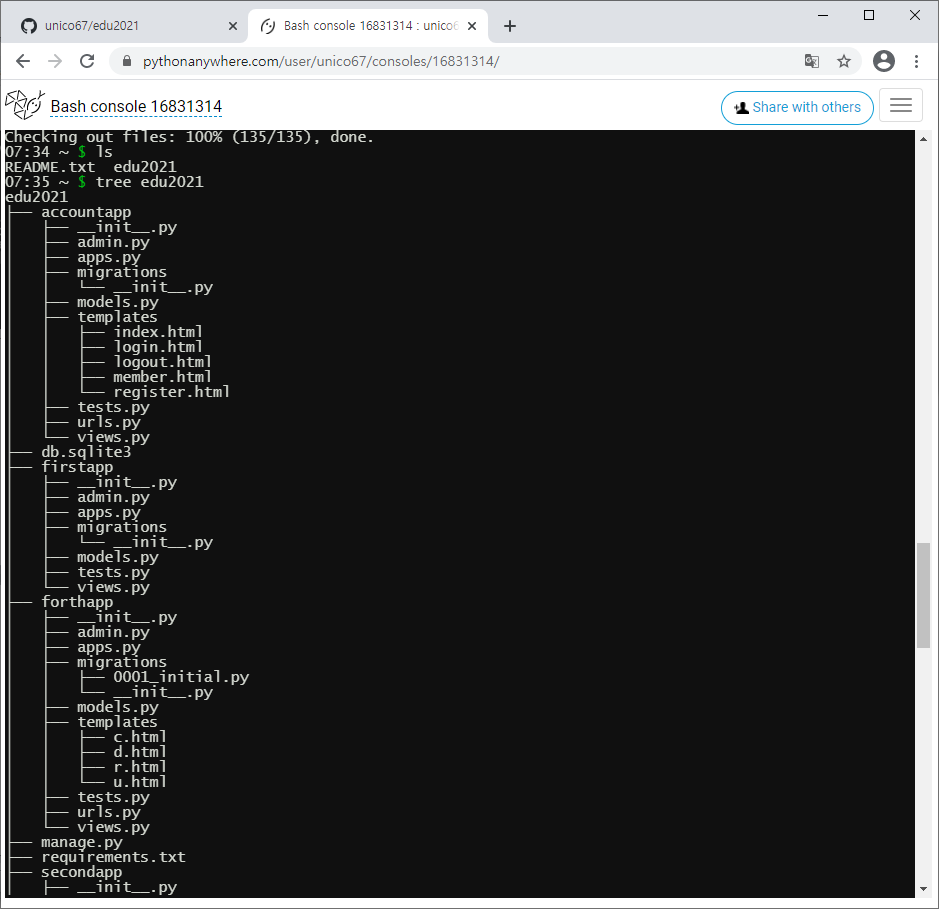 unico67/edu2021
Bash console 16831314 : unico6
pythonanywhere.com/user/unico67/consoles/16831314/
Bash console 16831314
Share with others
Checking out files: 100% (135/135), done.
07:34 ~ $ ls
README.txt  edu2021
07:35 ~ $ tree edu2021
edu2021
├── accountapp
│   ├── __init__.py
│   ├── admin.py
│   ├── apps.py
│   ├── migrations
│   │   └── __init__.py
│   ├── models.py
│   ├── templates
│   │   ├── index.html
│   │   ├── login.html
│   │   ├── logout.html
│   │   ├── member.html
│   │   └── register.html
│   ├── tests.py
│   ├── urls.py
│   └── views.py
├── db.sqlite3
├── firstapp
│   ├── __init__.py
│   ├── admin.py
│   ├── apps.py
│   ├── migrations
│   │   └── __init__.py
│   ├── models.py
│   ├── tests.py
│   └── views.py
├── forthapp
│   ├── __init__.py
│   ├── admin.py
│   ├── apps.py
│   ├── migrations
│   │   ├── 0001_initial.py
│   │   └── __init__.py
│   ├── models.py
│   ├── templates
│   │   ├── c.html
│   │   ├── d.html
│   │   ├── r.html
│   │   └── u.html
│   ├── tests.py
│   ├── urls.py
│   └── views.py
├── manage.py
├── requirements.txt
├── secondapp
│   ├── __init__.py